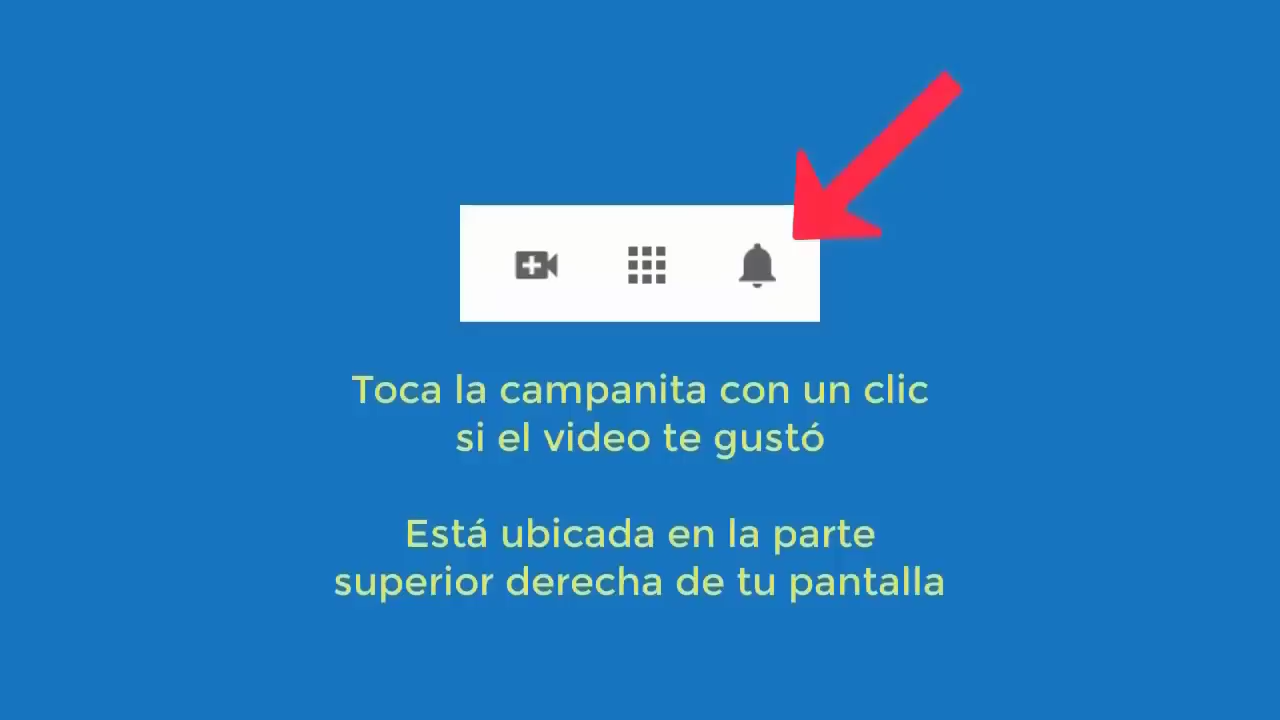 Toca la campanita con un clic
si el video te gustó
Está ubicada en la parte
superior derecha de tu pantalla